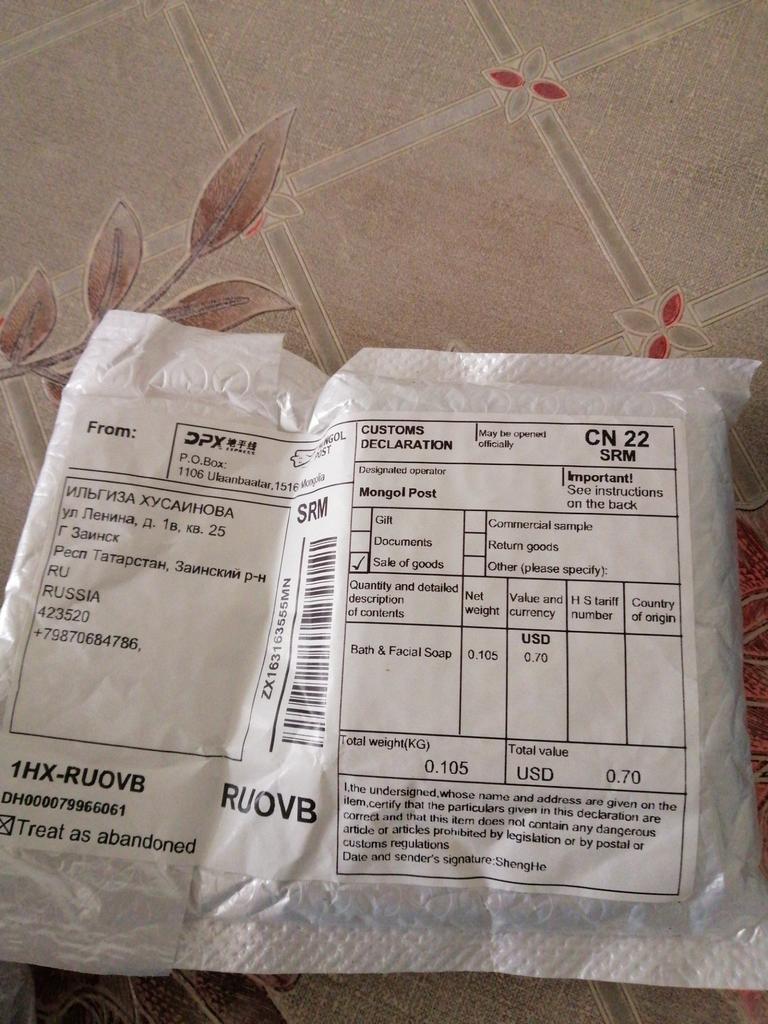 From:
DPX 地平线
EXPRESS
P.O.Box:
1106 Ulaanbaatar,1516 Mongolia
POST
ИЛЬГИЗА ХУСАИНОВА
ул Ленина, д. 1в, кв. 25
Г Заинск
Респ Татарстан, Заинский р-н
RU
RUSSIA
423520
+79870684786,
SRM
ZX163163555MN
1HX-RUOVB
DH000079966061
Treat as abandoned
RUOVB
CUSTOMS DECLARATION
May be opened officially
CN 22
SRM
Designated operator
Mongol Post
Important!
See instructions
on the back
Gift
Commercial sample
Documents
Return goods
✓ Sale of goods
Other (please specify):
Quantity and detailed description of contents
Net weight
Value and currency
H S tariff number
Country of origin
USD
Bath & Facial Soap 0.105 0.70
Total weight(KG)
0.105
Total value
USD 0.70
I,the undersigned,whose name and address are given on the
item,certify that the particulars given in this declaration are
correct and that this item does not contain any dangerous
article or articles prohibited by legislation or by postal or
customs regulations
Date and sender's signature:ShengHe